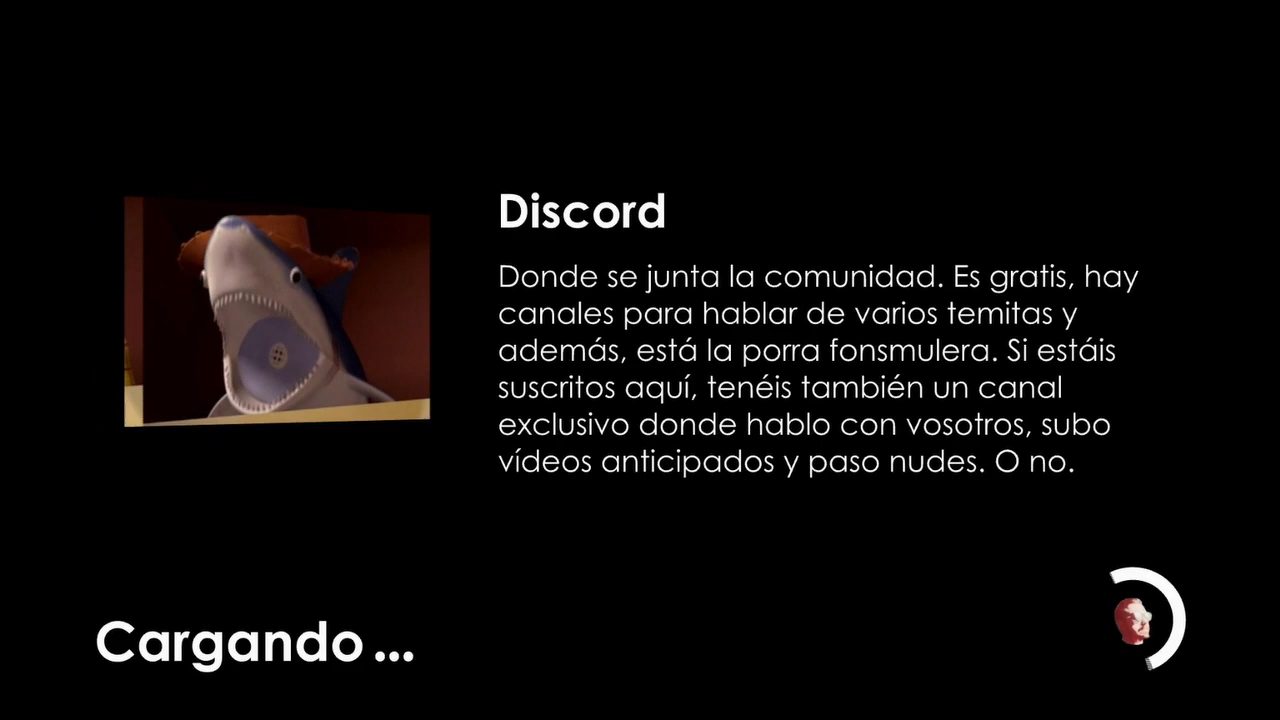 Discord
Donde se junta la comunidad. Es gratis, hay
canales para hablar de varios temitas y
además, está la porra fonsmulera. Si estáis
suscritos aquí, tenéis también un canal
exclusivo donde hablo con vosotros, subo
vídeos anticipados y paso nudes. O no.
Cargando ...